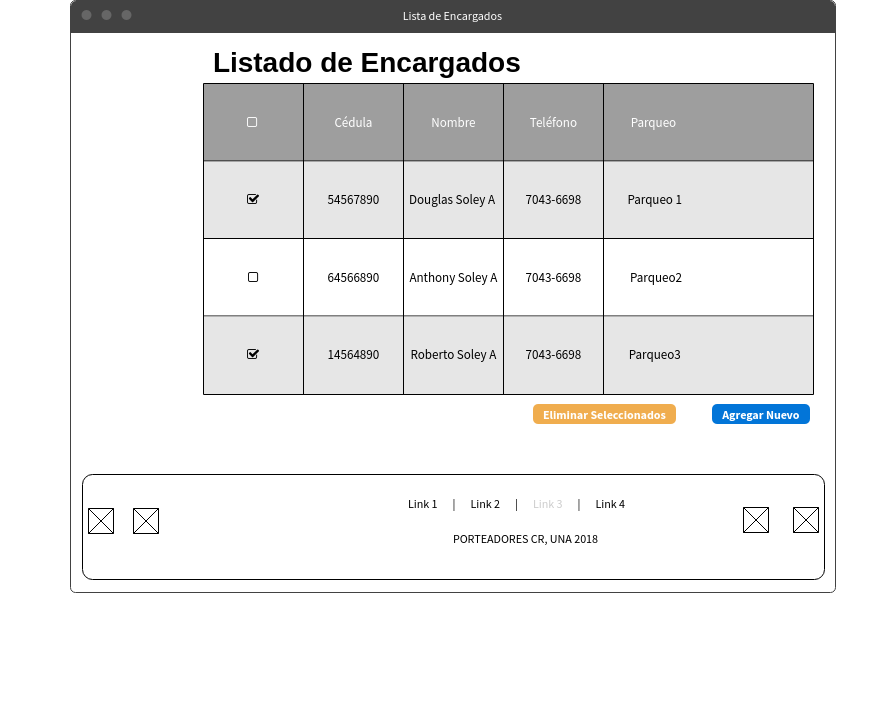 Lista de Encargados
Listado de Encargados
Cédula Nombre Teléfono Parqueo
54567890 Douglas Soley A 7043-6698 Parqueo 1
64566890 Anthony Soley A 7043-6698 Parqueo2
14564890 Roberto Soley A 7043-6698 Parqueo3
Eliminar Seleccionados Agregar Nuevo
Link 1 | Link 2 | Link 3 | Link 4
PORTEADORES CR, UNA 2018